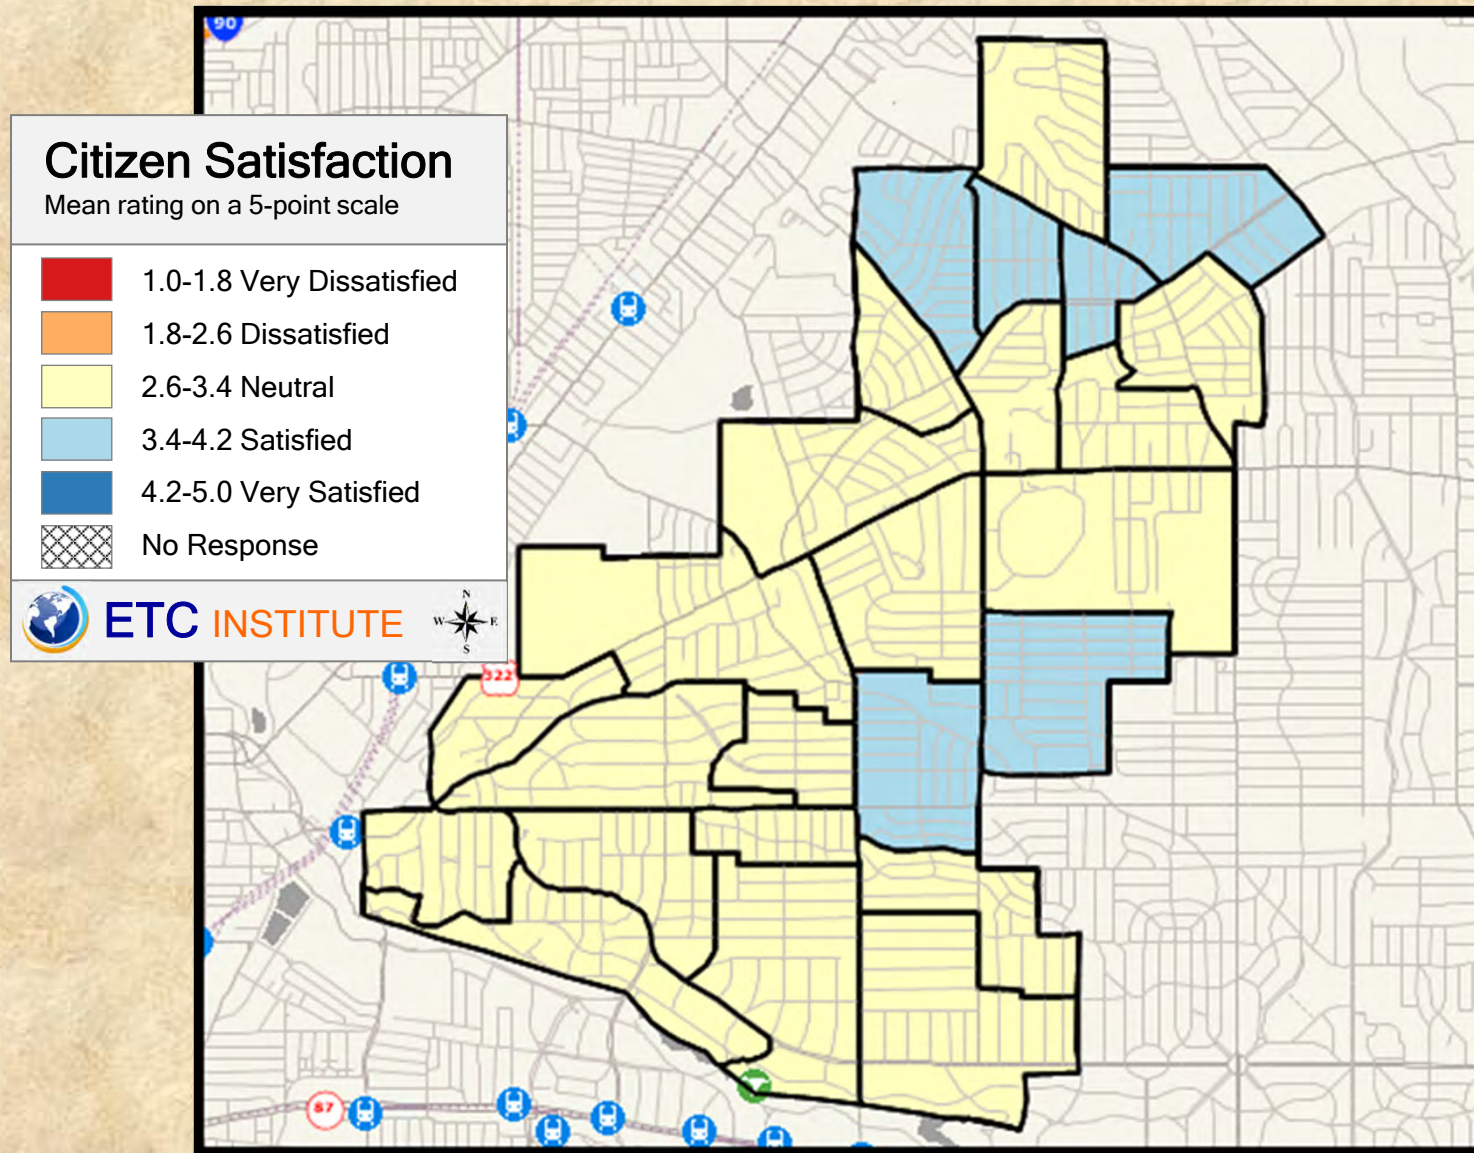 90
Citizen Satisfaction
Mean rating on a 5-point scale
1.0-1.8 Very Dissatisfied
1.8-2.6 Dissatisfied
2.6-3.4 Neutral
3.4-4.2 Satisfied
4.2-5.0 Very Satisfied
No Response
ETC INSTITUTE
N
W E
S
322
87